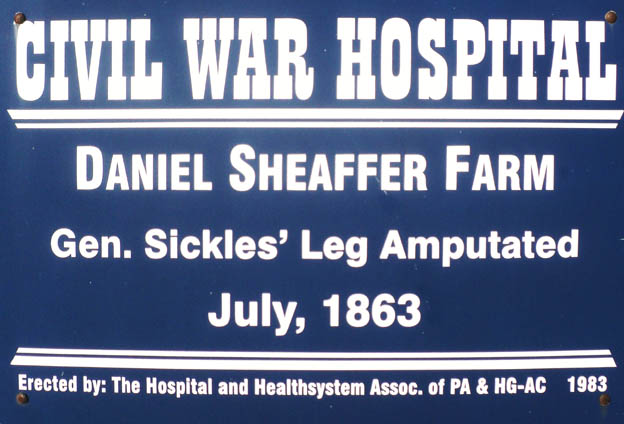 CIVIL WAR HOSPITAL
DANIEL SHEAFFER FARM
Gen. Sickles' Leg Amputated
July, 1863
Erected by: The Hospital and Healthsystem Assoc. of PA & HG-AC 1983